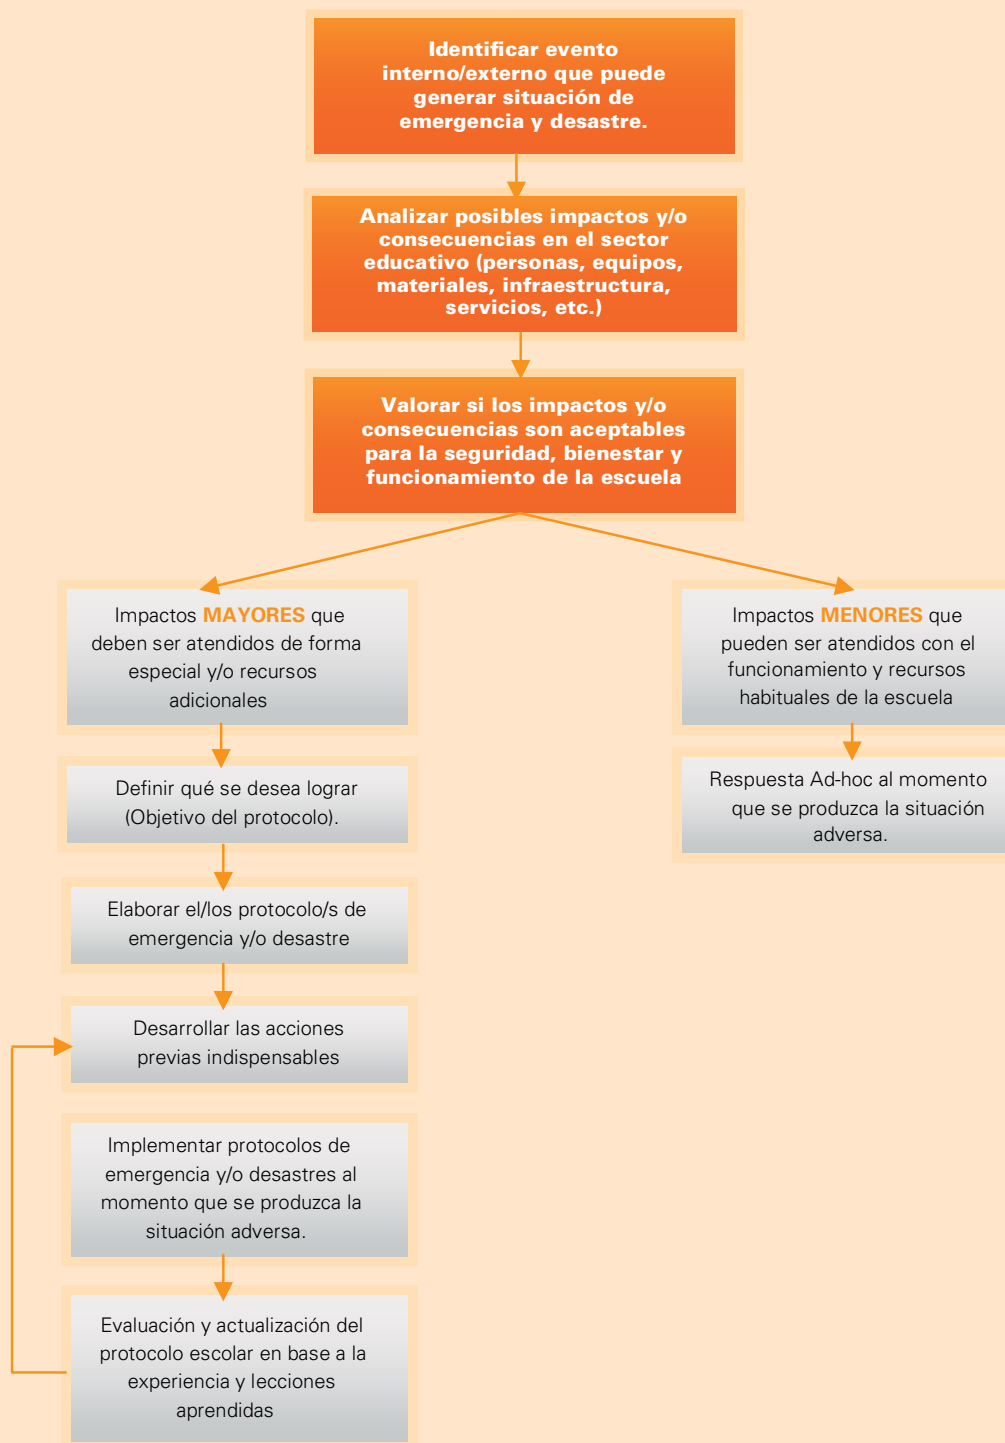 Identificar evento
interno/externo que puede
generar situación de
emergencia y desastre.
Analizar posibles impactos y/o
consecuencias en el sector
educativo (personas, equipos,
materiales, infraestructura,
servicios, etc.)
Valorar si los impactos y/o
consecuencias son aceptables
para la seguridad, bienestar y
funcionamiento de la escuela
Impactos MAYORES que
deben ser atendidos de forma
especial y/o recursos
adicionales
Definir qué se desea lograr
(Objetivo del protocolo).
Elaborar el/los protocolo/s de
emergencia y/o desastre
Desarrollar las acciones
previas indispensables
Implementar protocolos de
emergencia y/o desastres al
momento que se produzca la
situación adversa.
Evaluación y actualización del
protocolo escolar en base a la
experiencia y lecciones
aprendidas
Impactos MENORES que
pueden ser atendidos con el
funcionamiento y recursos
habituales de la escuela
Respuesta Ad-hoc al momento
que se produzca la situación
adversa.